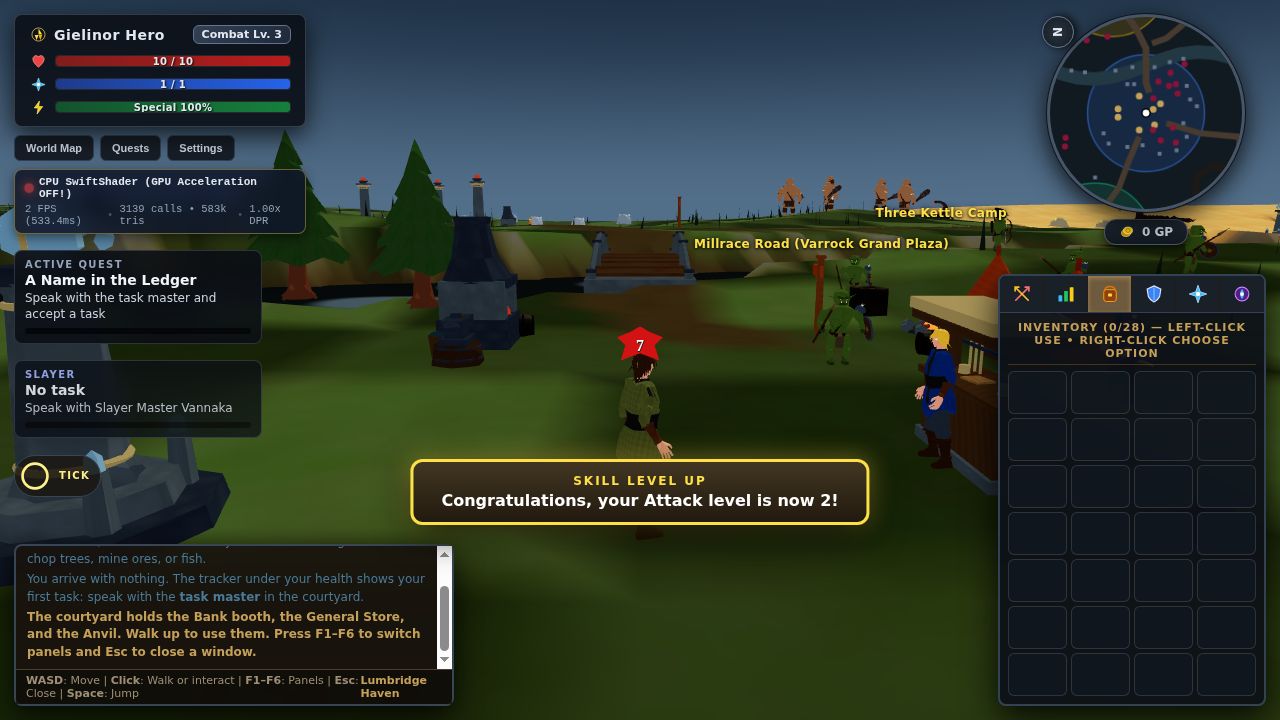 Gielinor Hero
Combat Lv. 3
10 / 10
1 / 1
Special 100%
World Map
Quests
Settings
CPU SwiftShader (GPU Acceleration OFF!)
2 FPS (533.4ms) • 3139 calls • 583k tris • 1.00x DPR
ACTIVE QUEST
A Name in the Ledger
Speak with the task master and
accept a task
SLAYER
No task
Speak with Slayer Master Vannaka
TICK
N
0 GP
Three Kettle Camp
Millrace Road (Varrock Grand Plaza)
7
SKILL LEVEL UP
Congratulations, your Attack level is now 2!
INVENTORY (0/28) — LEFT-CLICK
USE • RIGHT-CLICK CHOOSE
OPTION
chop trees, mine ores, or fish.
You arrive with nothing. The tracker under your health shows your
first task: speak with the task master in the courtyard.
The courtyard holds the Bank booth, the General Store,
and the Anvil. Walk up to use them. Press F1–F6 to switch
panels and Esc to close a window.
WASD: Move | Click: Walk or interact | F1–F6: Panels | Esc:
Close | Space: Jump
Lumbridge
Haven